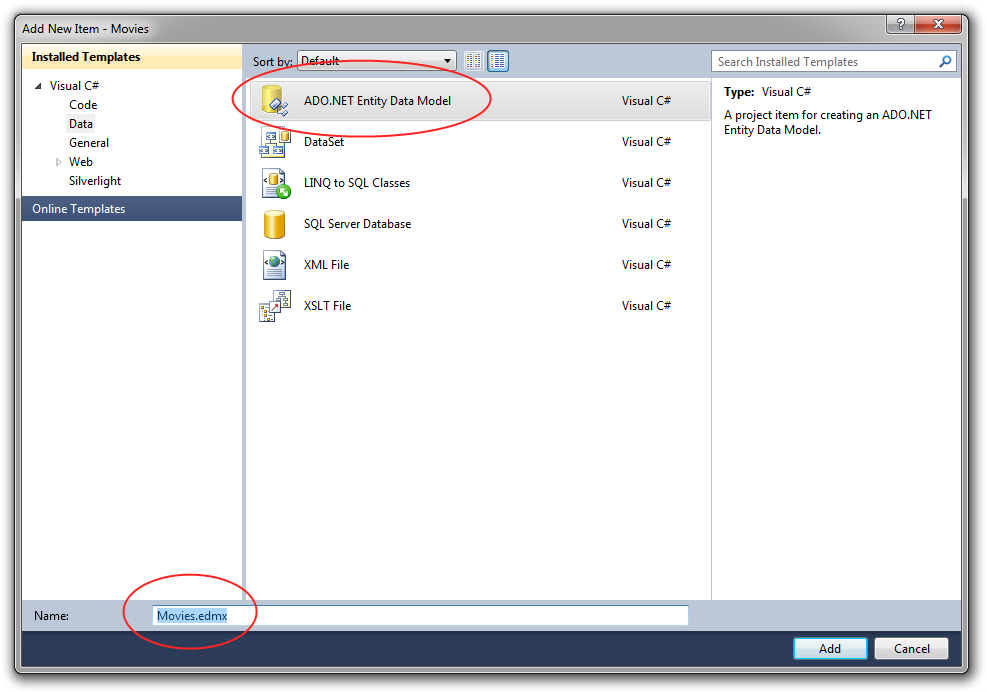 Add New Item - Movies
?
Installed Templates
Visual C#
Code
Data
General
Web
Silverlight
Online Templates
Sort by: Default
Search Installed Templates
ADO.NET Entity Data Model Visual C#
DataSet Visual C#
LINQ to SQL Classes Visual C#
SQL Server Database Visual C#
XML File Visual C#
XSLT File Visual C#
Type: Visual C#
A project item for creating an ADO.NET
Entity Data Model.
Name: Movies.edmx
Add Cancel